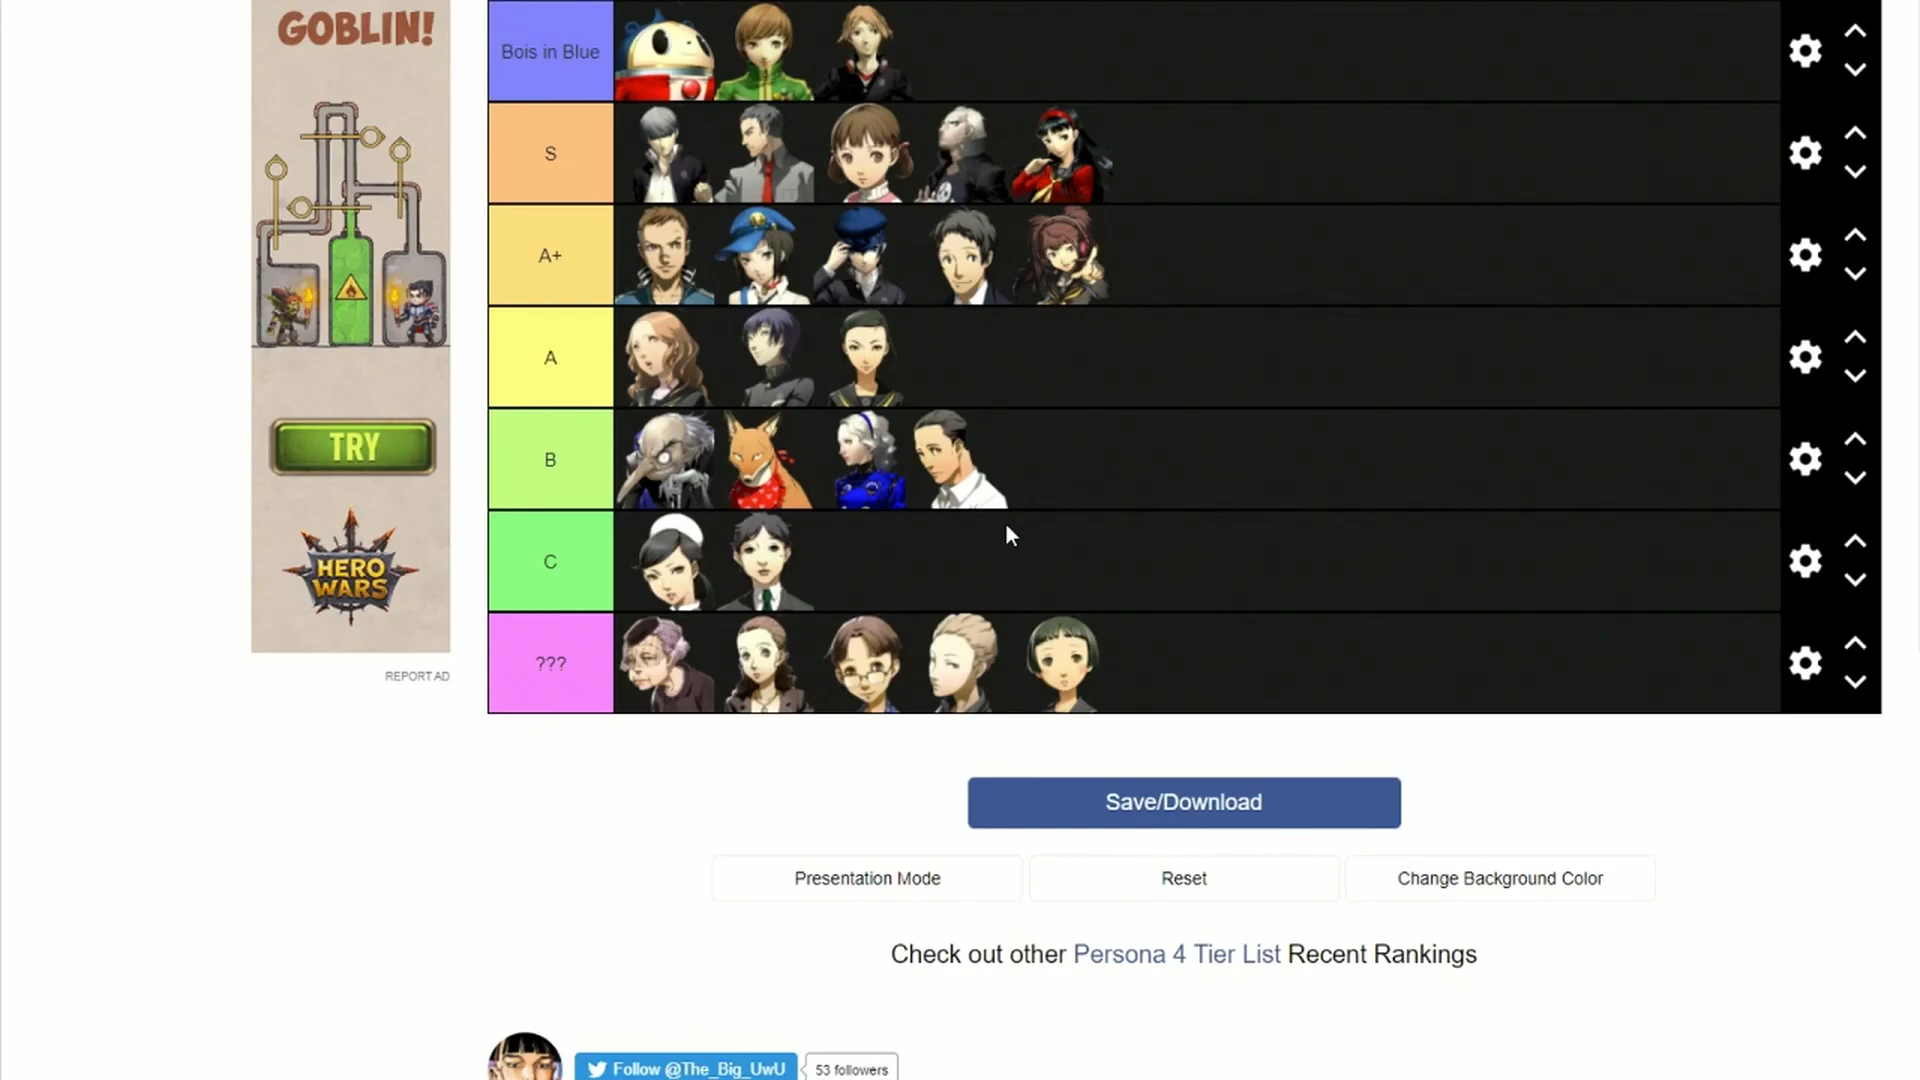 GOBLIN!
TRY
HERO
WARS
REPORT AD
Bois in Blue
S
A+
A
B
C
???
Save/Download
Presentation Mode
Reset
Change Background Color
Check out other Persona 4 Tier List Recent Rankings
Follow @The_Big_UwU
53 followers